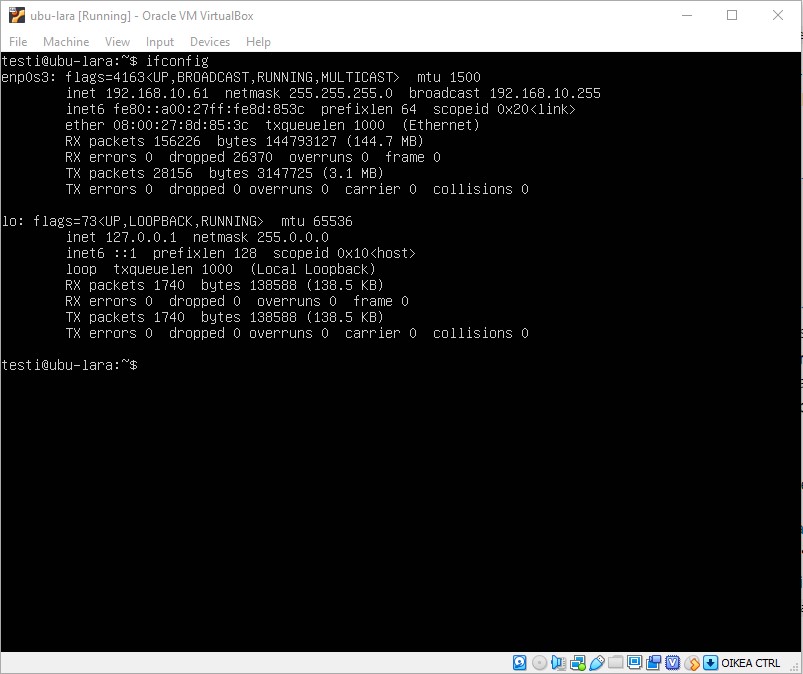 ubu-lara [Running] - Oracle VM VirtualBox
File Machine View Input Devices Help
testi@ubu-lara:~$ ifconfig
enp0s3: flags=4163<UP,BROADCAST,RUNNING,MULTICAST>  mtu 1500
        inet 192.168.10.61  netmask 255.255.255.0  broadcast 192.168.10.255
        inet6 fe80::a00:27ff:fe8d:853c  prefixlen 64  scopeid 0x20<link>
        ether 08:00:27:8d:85:3c  txqueuelen 1000  (Ethernet)
        RX packets 156226  bytes 144793127 (144.7 MB)
        RX errors 0  dropped 26370  overruns 0  frame 0
        TX packets 28156  bytes 3147725 (3.1 MB)
        TX errors 0  dropped 0 overruns 0  carrier 0  collisions 0

lo: flags=73<UP,LOOPBACK,RUNNING>  mtu 65536
        inet 127.0.0.1  netmask 255.0.0.0
        inet6 ::1  prefixlen 128  scopeid 0x10<host>
        loop  txqueuelen 1000  (Local Loopback)
        RX packets 1740  bytes 138588 (138.5 KB)
        RX errors 0  dropped 0  overruns 0  frame 0
        TX packets 1740  bytes 138588 (138.5 KB)
        TX errors 0  dropped 0 overruns 0  carrier 0  collisions 0

testi@ubu-lara:~$
OIKEA CTRL